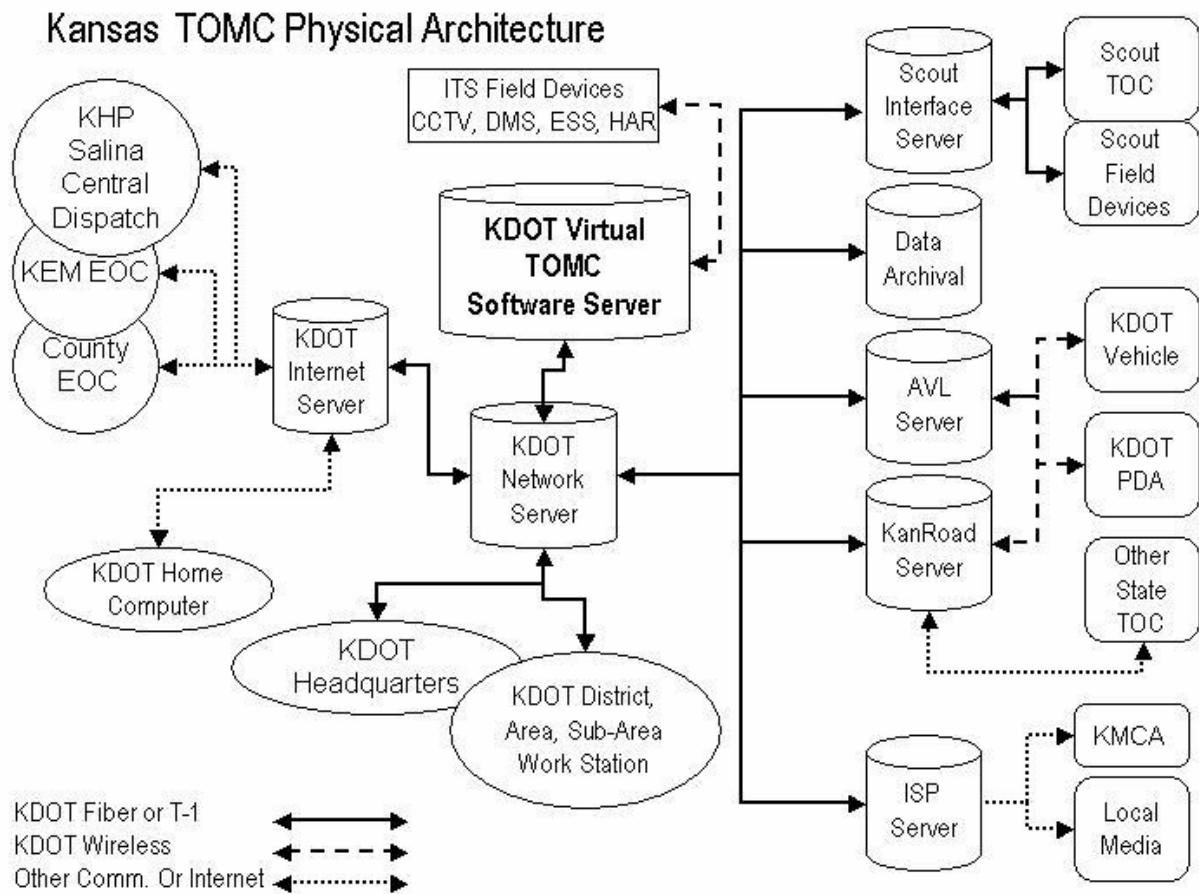 Kansas TOMC Physical Architecture
KHP
Salina
Central
Dispatch
KEM EOC
County
EOC
ITS Field Devices
CCTV, DMS, ESS, HAR
KDOT Virtual
TOMC
Software Server
KDOT
Internet
Server
KDOT
Network
Server
KDOT Home
Computer
KDOT
Headquarters
KDOT District,
Area, Sub-Area
Work Station
Scout
Interface
Server
Scout
TOC
Scout
Field
Devices
Data
Archival
AVL
Server
KDOT
Vehicle
KDOT
PDA
KanRoad
Server
Other
State
TOC
ISP
Server
KMCA
Local
Media
KDOT Fiber or T-1
KDOT Wireless
Other Comm. Or Internet